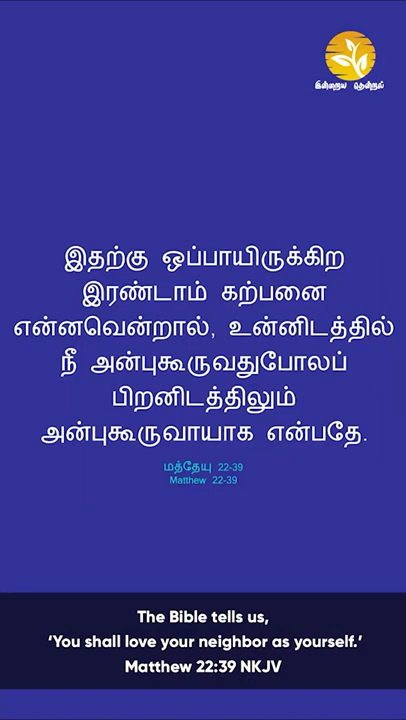 இன்றைய தென்றல்
இதற்கு ஒப்பாயிருக்கிற
இரண்டாம் கற்பனை
என்னவென்றால், உன்னிடத்தில்
நீ அன்புகூருவதுபோலப்
பிறனிடத்திலும்
அன்புகூருவாயாக என்பதே.
மத்தேயு 22-39
Matthew 22-39
The Bible tells us,
‘You shall love your neighbor as yourself.’
Matthew 22:39 NKJV